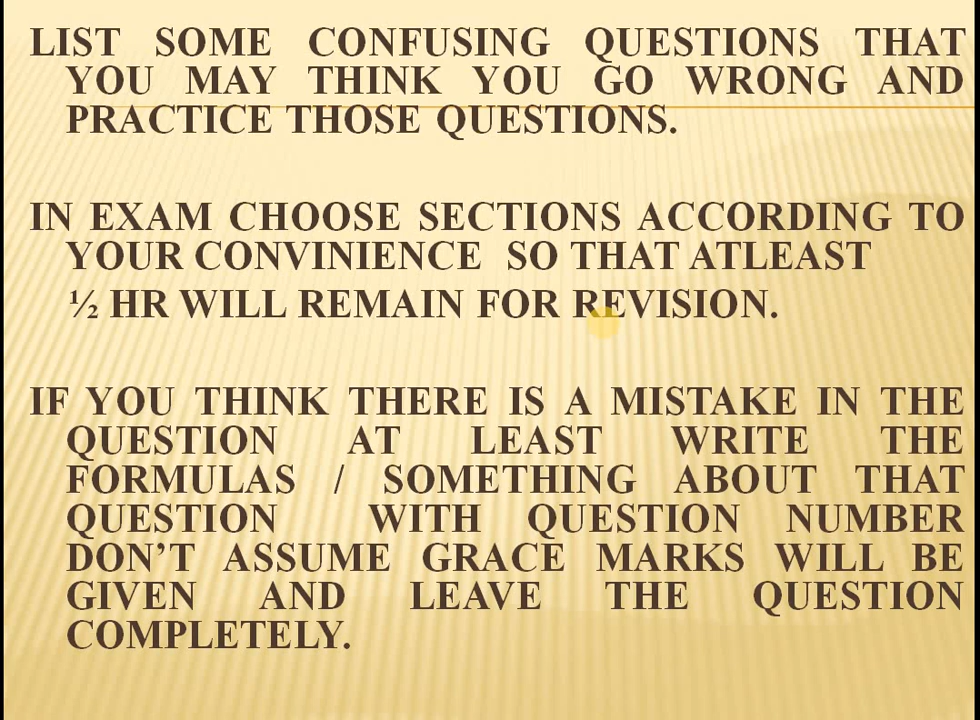 LIST SOME CONFUSING QUESTIONS THAT
YOU MAY THINK YOU GO WRONG AND
PRACTICE THOSE QUESTIONS.
IN EXAM CHOOSE SECTIONS ACCORDING TO
YOUR CONVINIENCE SO THAT ATLEAST
½ HR WILL REMAIN FOR REVISION.
IF YOU THINK THERE IS A MISTAKE IN THE
QUESTION AT LEAST WRITE THE
FORMULAS / SOMETHING ABOUT THAT
QUESTION WITH QUESTION NUMBER
DON’T ASSUME GRACE MARKS WILL BE
GIVEN AND LEAVE THE QUESTION
COMPLETELY.